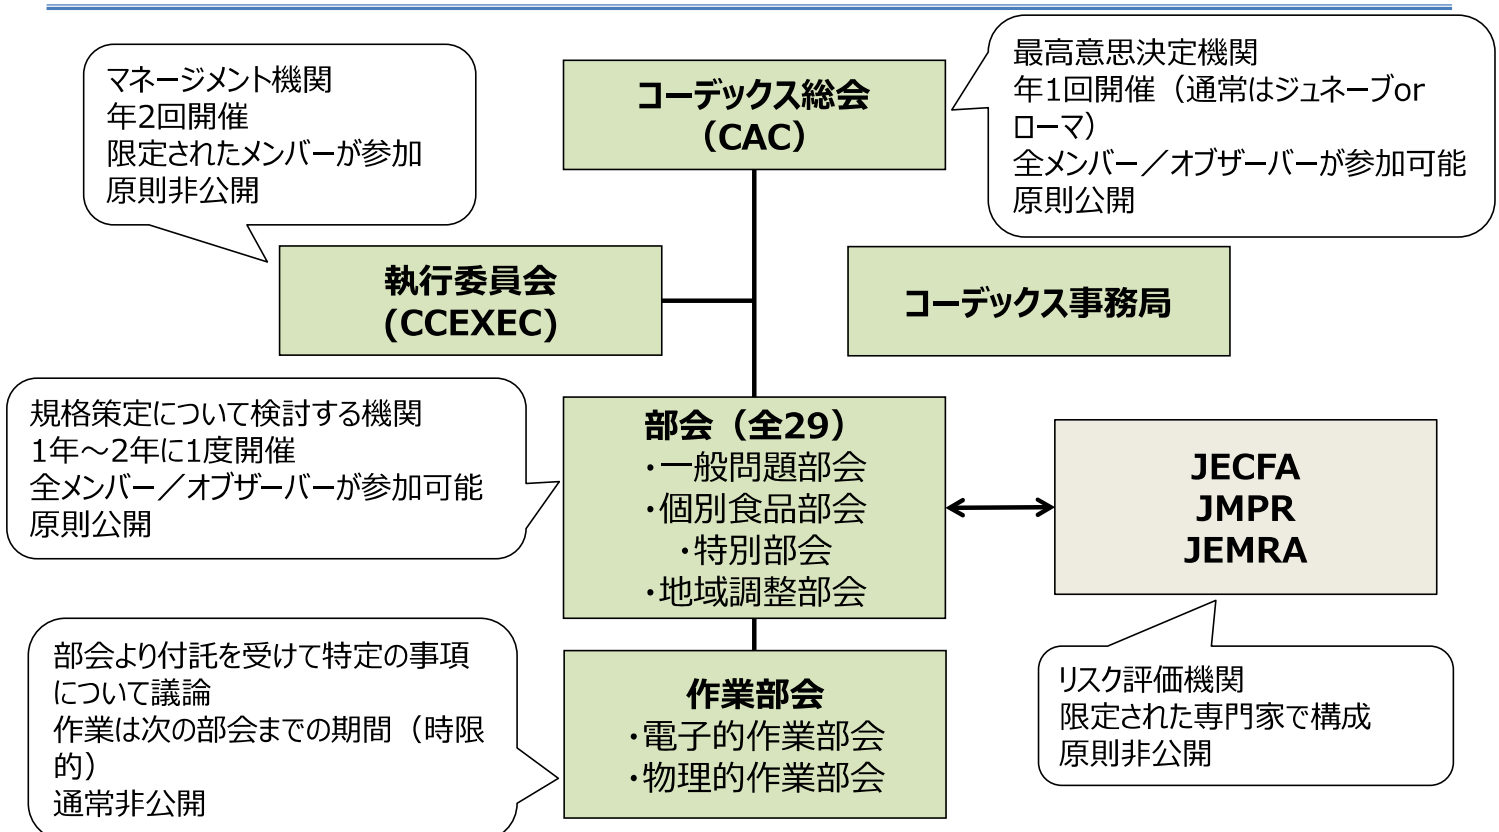 マネージメント機関
年2回開催
限定されたメンバーが参加
原則非公開
コーデックス総会
（CAC）
最高意思決定機関
年1回開催（通常はジュネーブor
ローマ）
全メンバー／オブザーバーが参加可能
原則公開
執行委員会
(CCEXEC)
コーデックス事務局
規格策定について検討する機関
1年～2年に1度開催
全メンバー／オブザーバーが参加可能
原則公開
部会（全29）
・一般問題部会
・個別食品部会
・特別部会
・地域調整部会
JECFA
JMPR
JEMRA
部会より付託を受けて特定の事項
について議論
作業は次の部会までの期間（時限
的）
通常非公開
作業部会
・電子的作業部会
・物理的作業部会
リスク評価機関
限定された専門家で構成
原則非公開